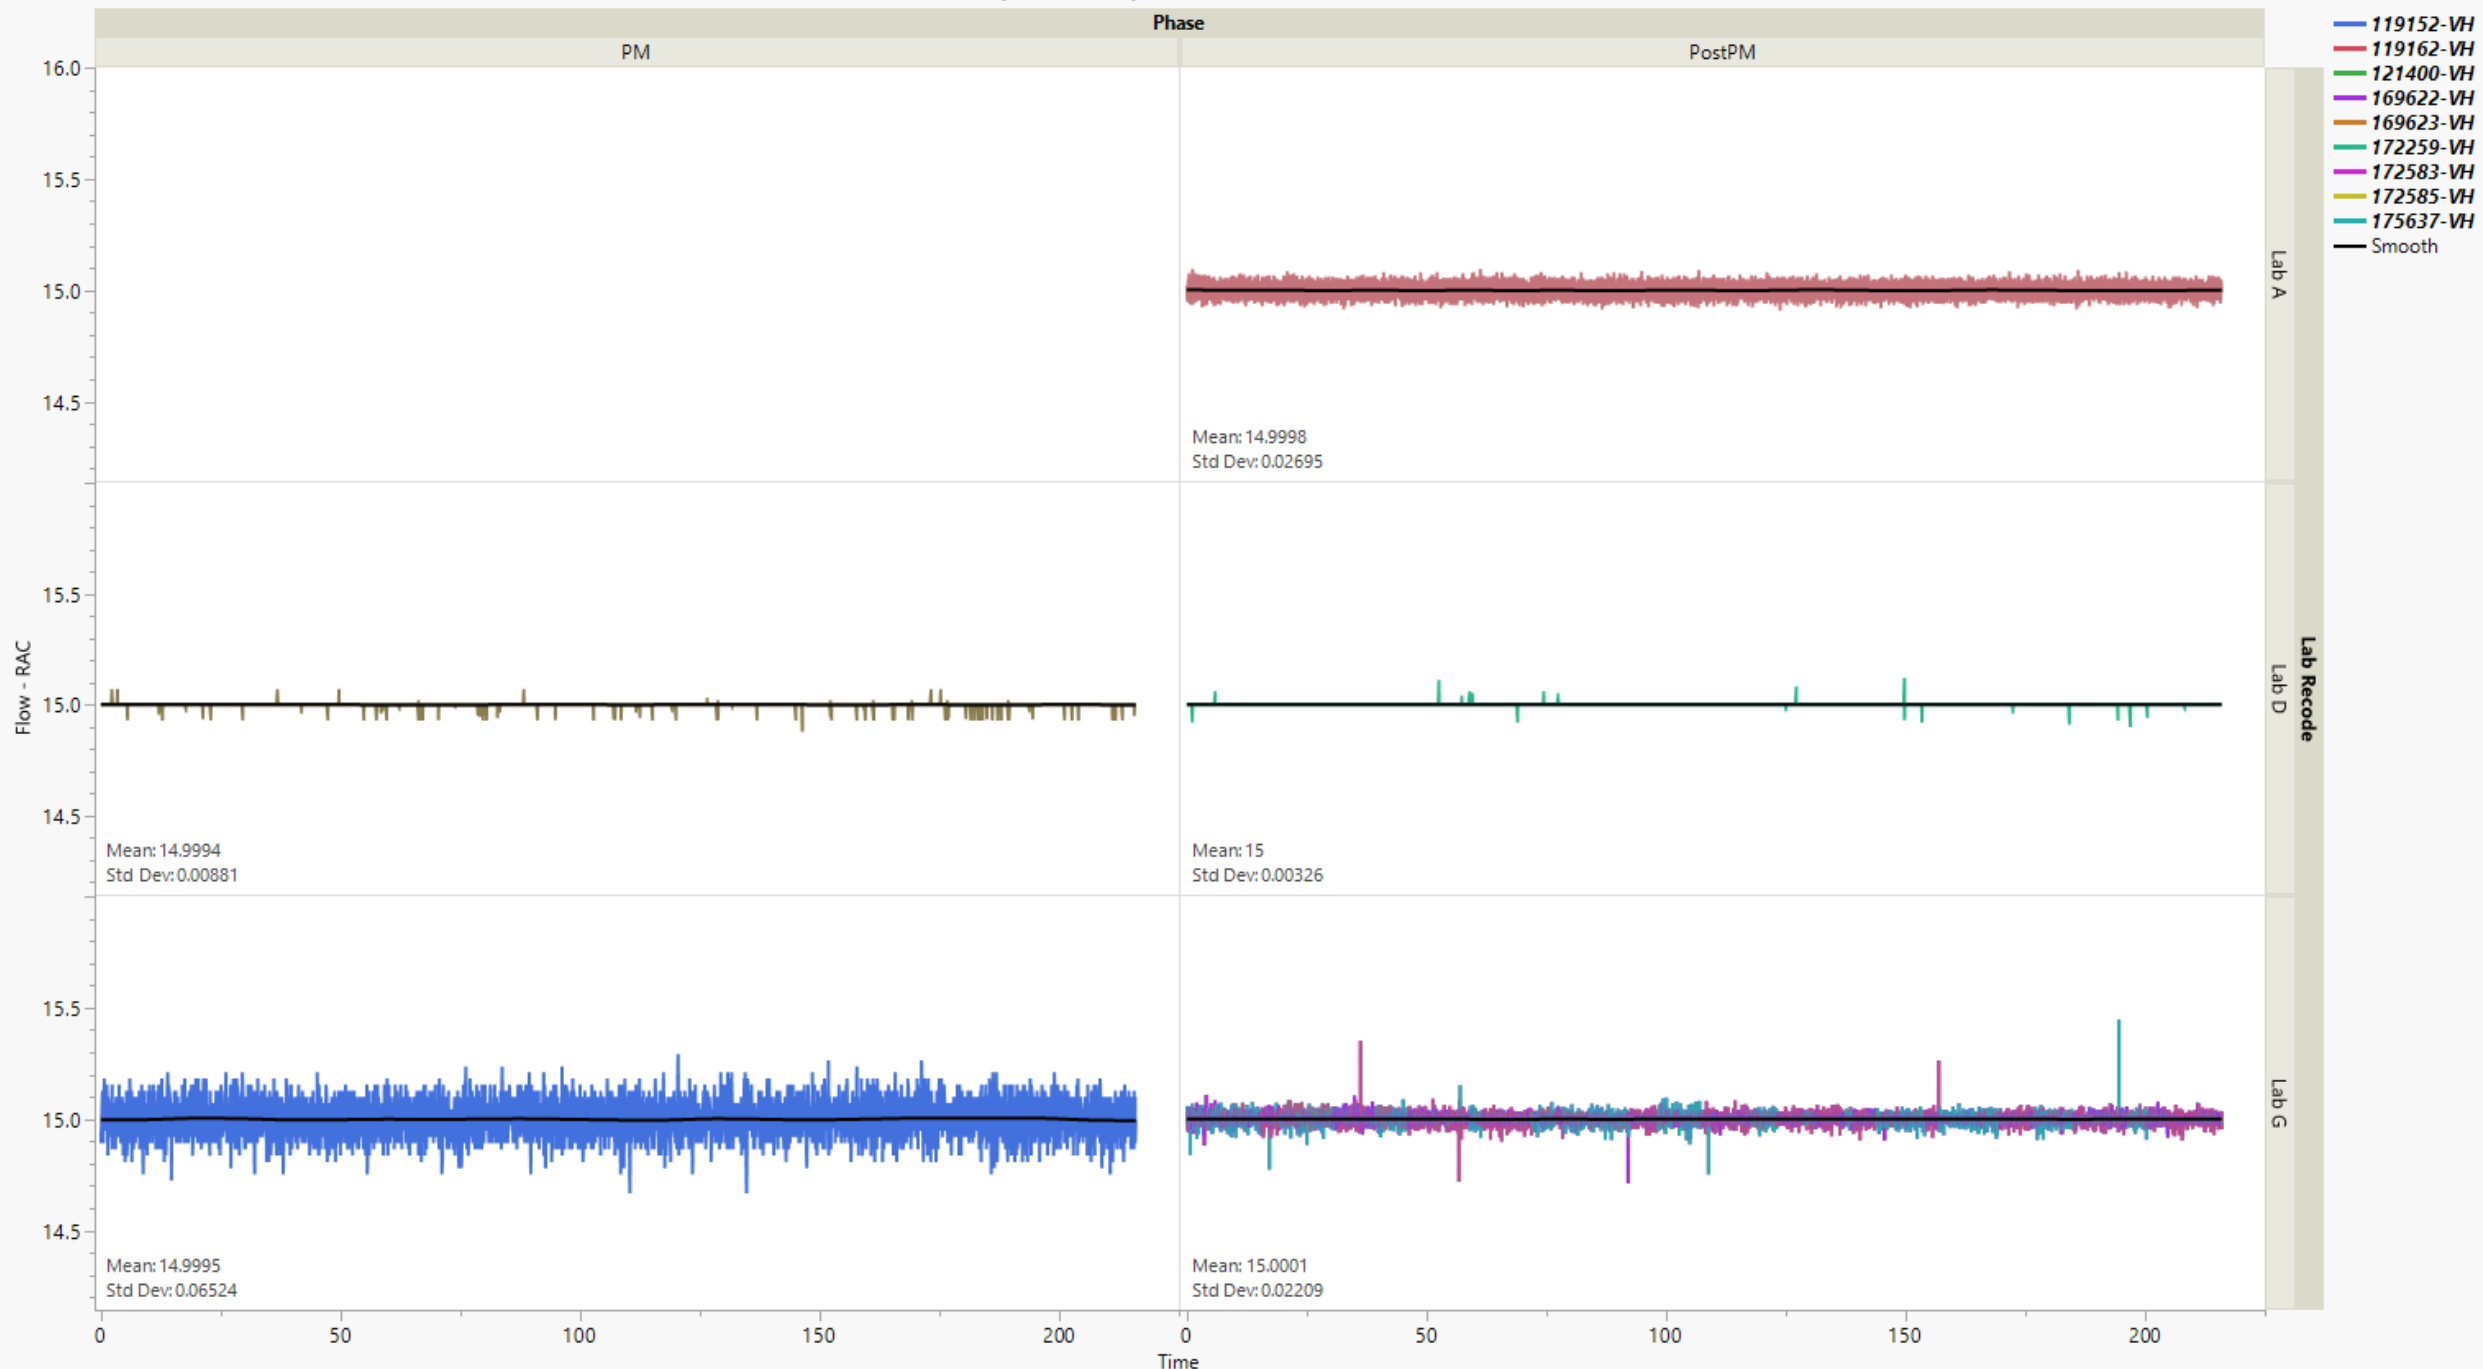 Phase
PM
PostPM
119152-VH
119162-VH
121400-VH
169622-VH
169623-VH
172259-VH
172583-VH
172585-VH
175637-VH
Smooth
16.0
15.5
15.0
14.5
Mean: 14.9998
Std Dev: 0.02695
Lab A
15.5
15.0
14.5
Mean: 14.9994
Std Dev: 0.00881
Mean: 15
Std Dev: 0.00326
Lab D
Flow - RAC
Lab Recode
15.5
15.0
14.5
Mean: 14.9995
Std Dev: 0.06524
Mean: 15.0001
Std Dev: 0.02209
Lab G
0 50 100 150 200 0 50 100 150 200
Time